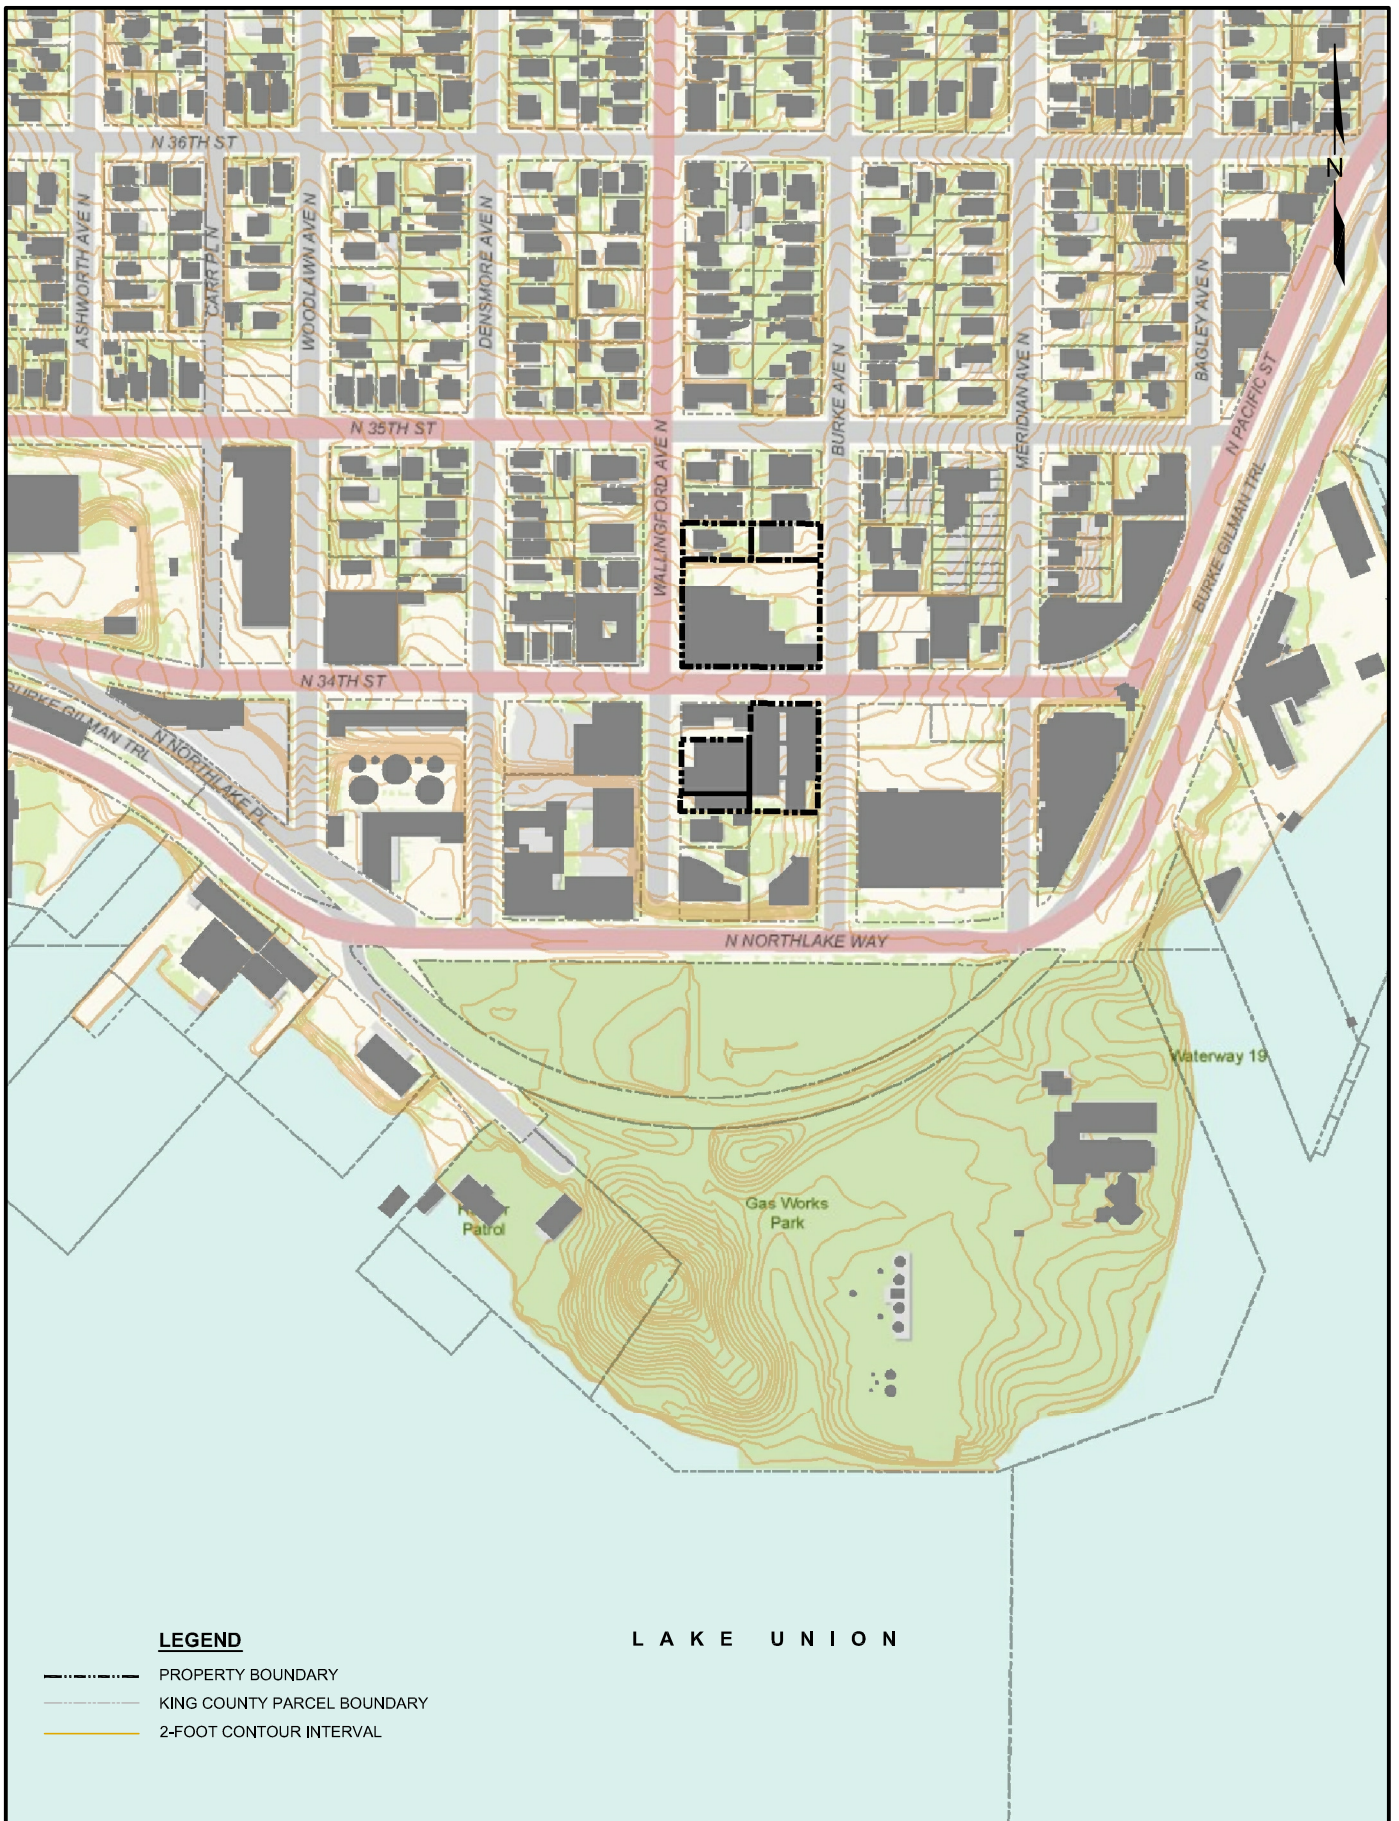 N 36TH ST
N
ASHWORTH AVE N
CARR PL N
WOODLAWN AVE N
DENSMORE AVE N
BURKE AVE N
MERIDIAN AVE N
BAGLEY AVE N
N PACIFIC ST
N 35TH ST
WALLINGFORD AVE N
BURKE GILMAN TRL
N 34TH ST
BURKE-GILMAN TRL
N NORTHLAKE PL
N NORTHLAKE WAY
Waterway 19
Gas Works
Park
Patrol
LEGEND
LAKE UNION
PROPERTY BOUNDARY
KING COUNTY PARCEL BOUNDARY
2-FOOT CONTOUR INTERVAL